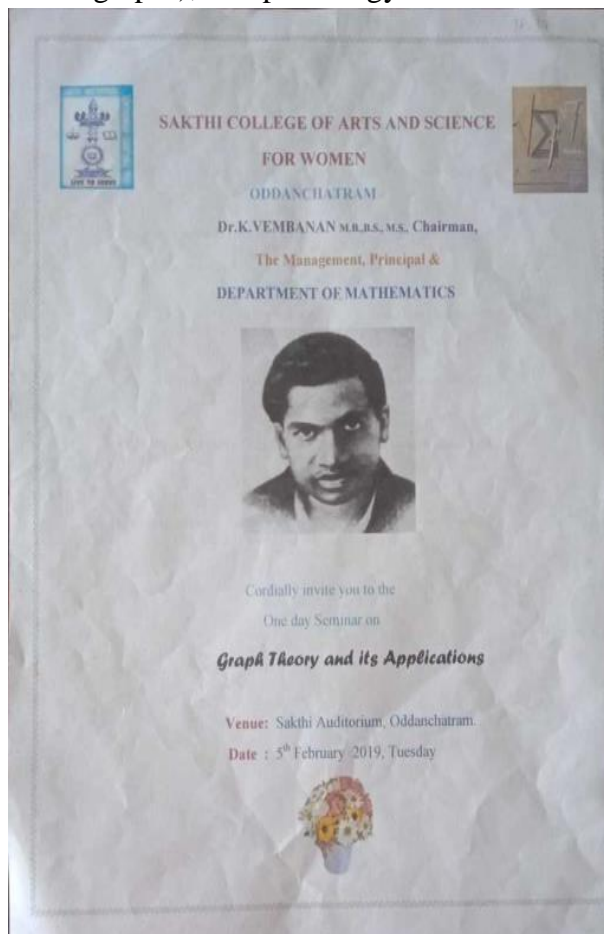 SAKTHI COLLEGE OF ARTS AND SCIENCE
FOR WOMEN
ODDANCHATRAM
Dr.K.VEMBANAN M.B.,B.S., M.S., Chairman,
The Management, Principal &
DEPARTMENT OF MATHEMATICS
Cordially invite you to the
One day Seminar on
Graph Theory and its Applications
Venue: Sakthi Auditorium, Oddanchatram.
Date : 5th February 2019, Tuesday